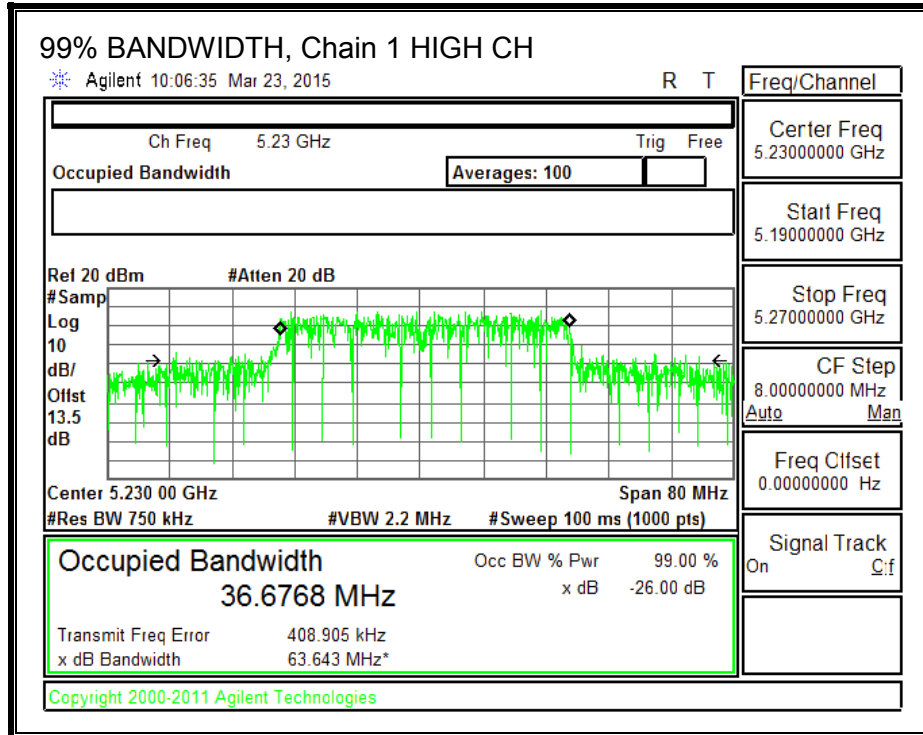 99% BANDWIDTH, Chain 1 HIGH CH
Agilent 10:06:35 Mar 23, 2015 R T
Freq/Channel
Ch Freq 5.23 GHz Trig Free
Occupied Bandwidth Averages: 100
Center Freq
5.23000000 GHz
Start Freq
5.19000000 GHz
Stop Freq
5.27000000 GHz
CF Step
8.00000000 MHz
Auto Man
Freq Offset
0.00000000 Hz
Signal Track
On Off
Ref 20 dBm #Atten 20 dB
#Samp
Log
10
dB/
Offst
13.5
dB
Center 5.230 00 GHz Span 80 MHz
#Res BW 750 kHz #VBW 2.2 MHz #Sweep 100 ms (1000 pts)
Occupied Bandwidth
36.6768 MHz
Occ BW % Pwr 99.00 %
x dB -26.00 dB
Transmit Freq Error 408.905 kHz
x dB Bandwidth 63.643 MHz*
Copyright 2000-2011 Agilent Technologies